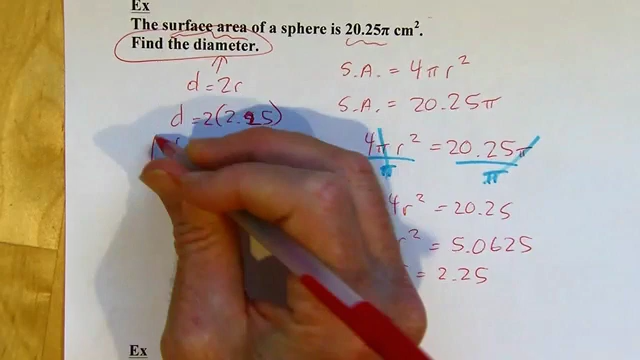 Ex
The surface area of a sphere is 20.25π cm².
Find the diameter.
d = 2r
d = 2(2.25)
S.A. = 4πr²
S.A. = 20.25π
4πr² = 20.25π
π π
4r² = 20.25
r² = 5.0625
= 2.25
Ex